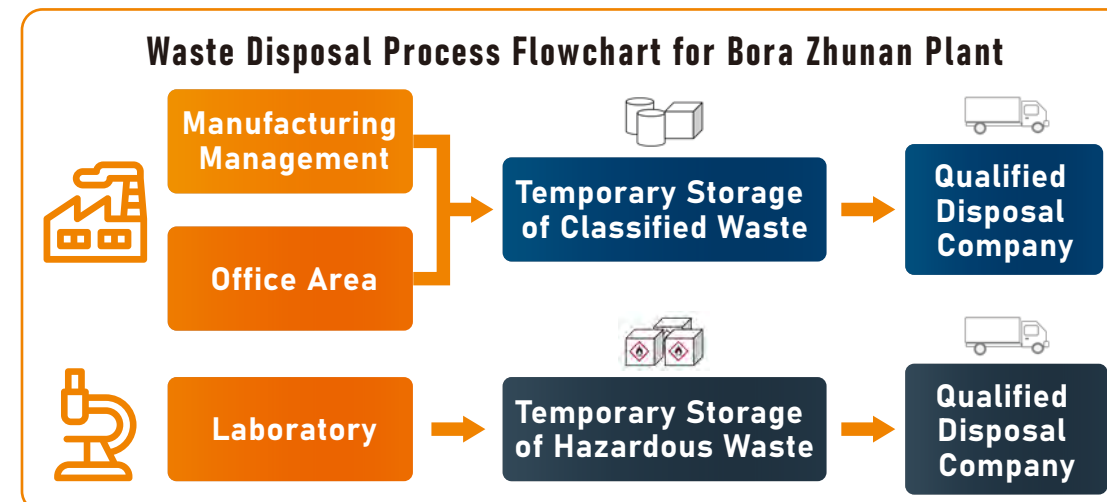 Waste Disposal Process Flowchart for Bora Zhunan Plant
Manufacturing
Management
Office Area
Temporary Storage
of Classified Waste
Qualified
Disposal
Company
Laboratory
Temporary Storage
of Hazardous Waste
Qualified
Disposal
Company